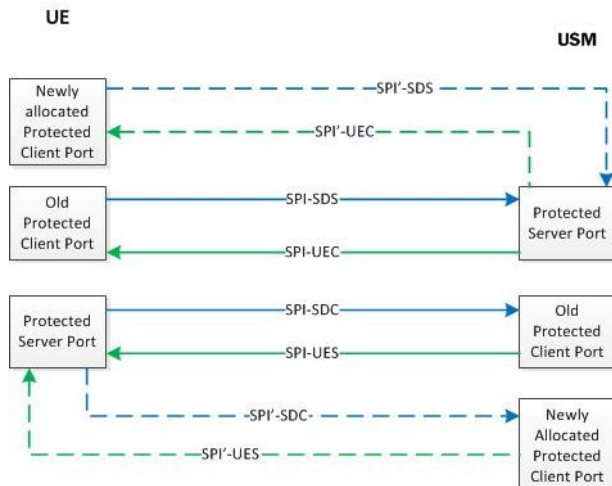 UE
USM
Newly
allocated
Protected
Client Port
SPI'-SDS
SPI'-UEC
Old
Protected
Client Port
SPI-SDS
SPI-UEC
Protected
Server Port
Protected
Server Port
SPI-SDC
SPI-UES
Old
Protected
Client Port
SPI'-SDC
SPI'-UES
Newly
Allocated
Protected
Client Port